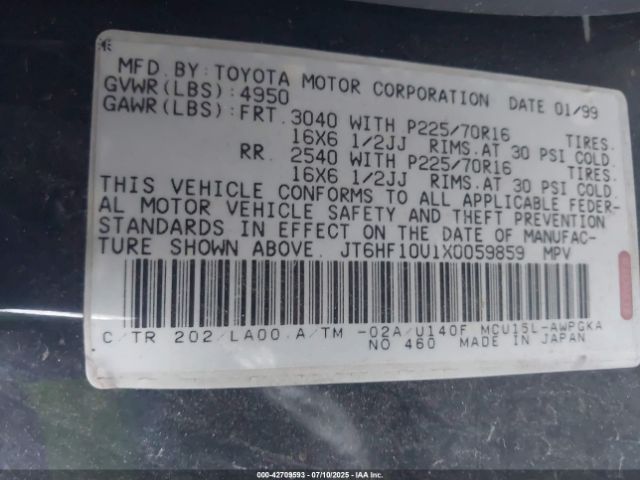 MFD. BY: TOYOTA MOTOR CORPORATION DATE 01/99
GVWR(LBS): 4950
GAWR(LBS): FRT. 3040 WITH P225/70R16 TIRES.
16X6 1/2JJ RIMS. AT 30 PSI COLD.
RR. 2540 WITH P225/70R16 TIRES.
16X6 1/2JJ RIMS. AT 30 PSI COLD.
THIS VEHICLE CONFORMS TO ALL APPLICABLE FEDER-
AL MOTOR VEHICLE SAFETY AND THEFT PREVENTION
STANDARDS IN EFFECT ON THE DATE OF MANUFAC-
TURE SHOWN ABOVE. JT6HF10U1X0059859 MPV
C/TR 202/LA00 A/TM -02A/U140F MCU15L-AWPGKA
NO 460 MADE IN JAPAN
000-42709593 - 07/10/2025 - IAA Inc.